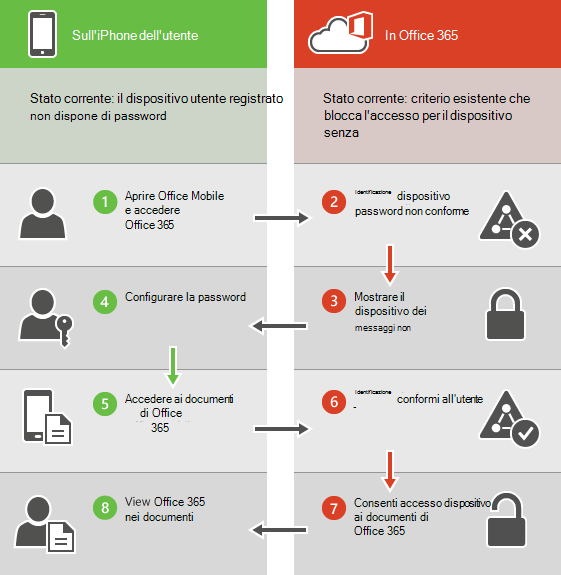 Sull'iPhone dell'utente
In Office 365
Stato corrente: il dispositivo utente registrato
non dispone di password
Stato corrente: criterio esistente che
blocca l'accesso per il dispositivo
senza
1
Aprire Office Mobile
e accedere
Office 365
2
Identificazione dispositivo
password non conforme
4
Configurare la password
3
Mostrare il
dispositivo dei
messaggi non
5
Accedere ai documenti
di Office
365
6
Identificazione conformi all'utente
8
View Office 365
nei documenti
7
Consenti accesso dispositivo
ai documenti di
Office 365